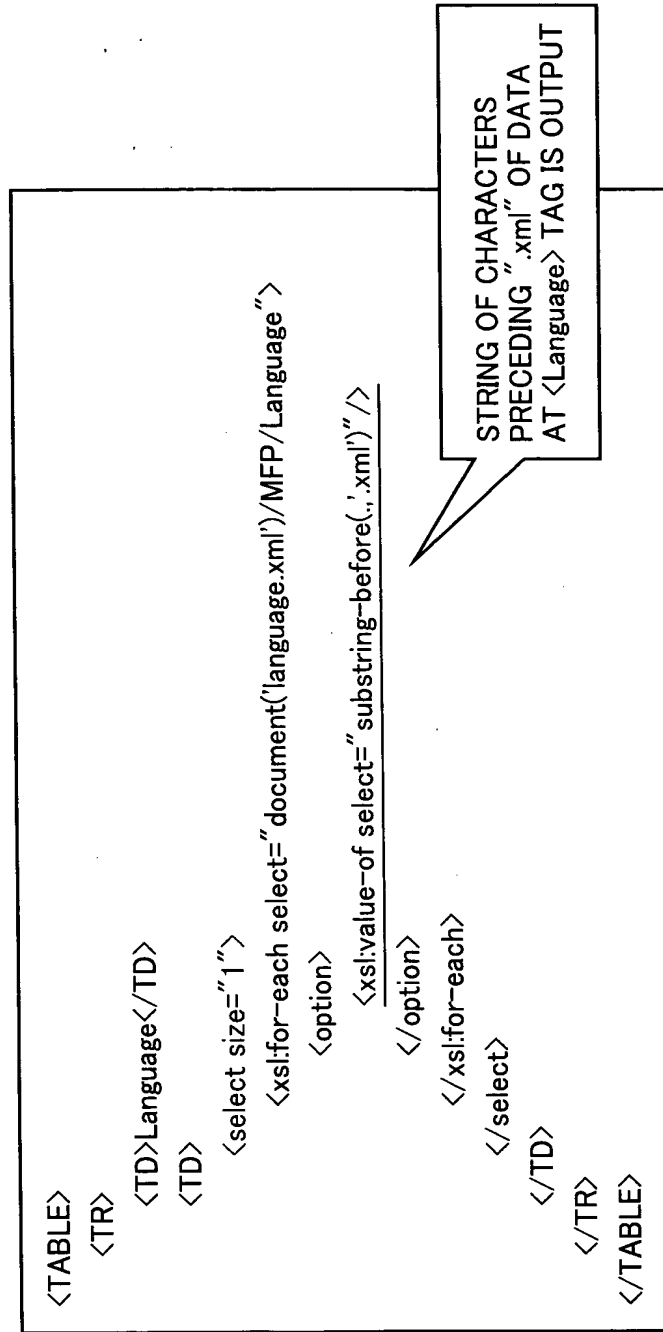 <TABLE>
<TR>
<TD>Language</TD>
<TD>
<select size="1">
<xsl:for-each select="document('language.xml')/MFP/Language">
<option>
<xsl:value-of select="substring-before(.,'.xml')"/>
</option>
</xsl:for-each>
</select>
</TD>
</TR>
</TABLE>
STRING OF CHARACTERS
PRECEDING ".xml" OF DATA
AT <Language> TAG IS OUTPUT